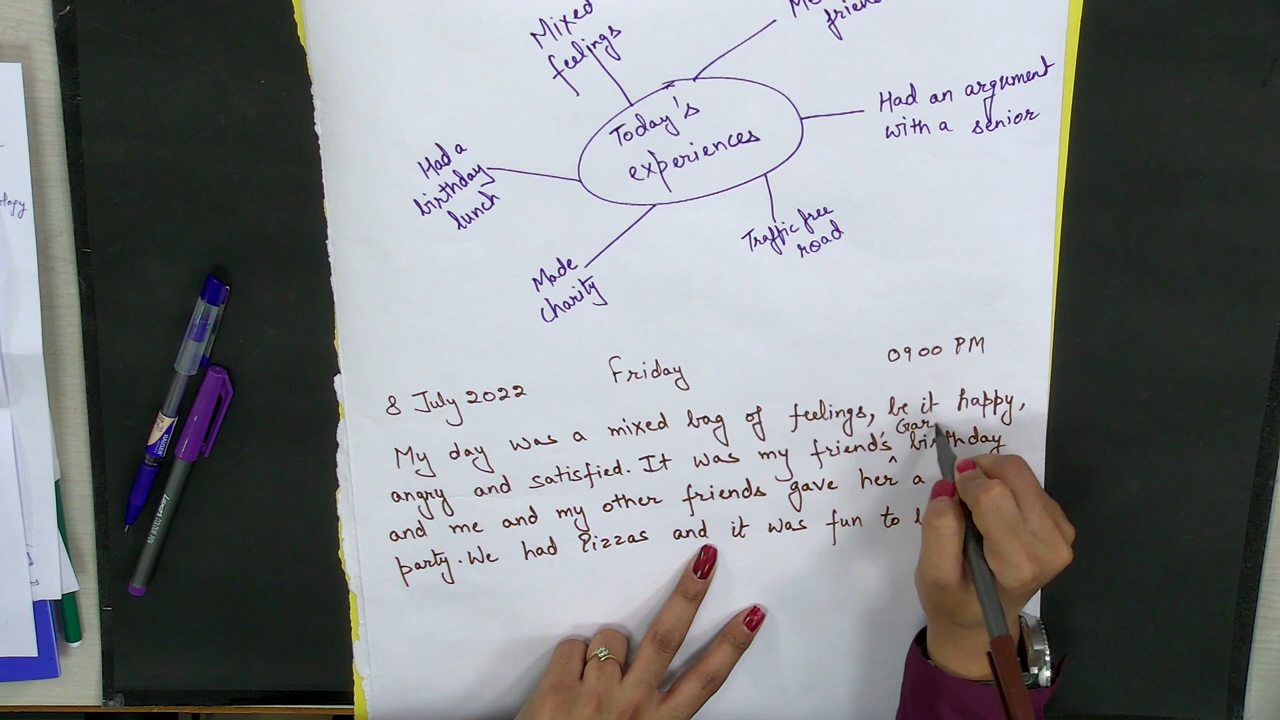 Mixed
feelings
friend
Had an argument
with a senior
Today's
experiences
Had a
birthday
lunch
Traffic free
road
Made
charity
8 July 2022 Friday 0900 PM
My day was a mixed bag of feelings, be it happy,
Gar
angry and satisfied. It was my friend's birthday
and me and my other friends gave her a
party. We had Pizzas and it was fun to
ology